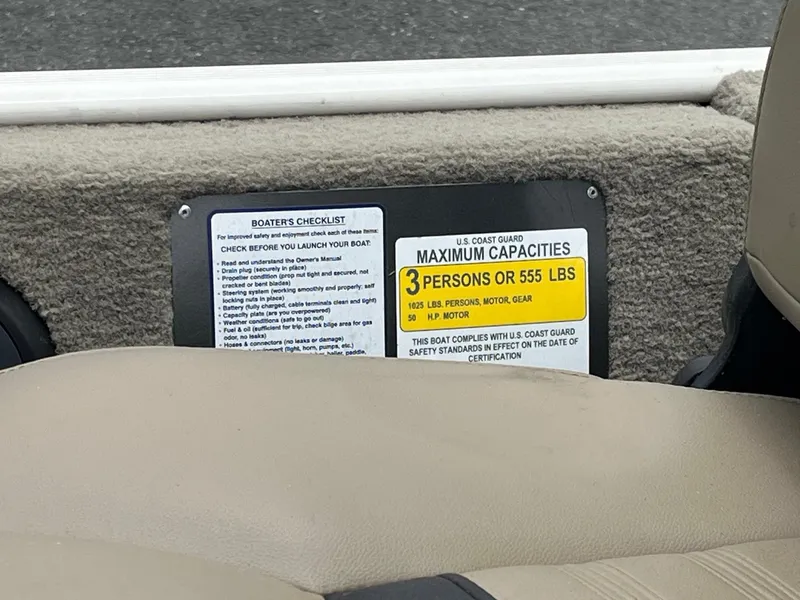 BOATER'S CHECKLIST
For improved safety and enjoyment check each of these items:
CHECK BEFORE YOU LAUNCH YOUR BOAT:
• Read and understand the Owner's Manual
• Drain plug (securely in place)
• Propeller condition (prop nut tight and secured, not
cracked or bent blades)
• Steering system (working smoothly and properly; self
locking nuts in place)
• Battery (fully charged, cable terminals clean and tight)
• Capacity plate (are you overpowered)
• Weather conditions (safe to go out)
• Fuel & oil (sufficient for trip, check bilge area for gas
odor, no leaks)
• Hoses & connectors (no leaks or damage)
(light, horn, pumps, etc.)
bailer, paddle,
U.S. COAST GUARD
MAXIMUM CAPACITIES
3 PERSONS OR 555 LBS
1025 LBS. PERSONS, MOTOR, GEAR
50 H.P. MOTOR
THIS BOAT COMPLIES WITH U.S. COAST GUARD
SAFETY STANDARDS IN EFFECT ON THE DATE OF
CERTIFICATION